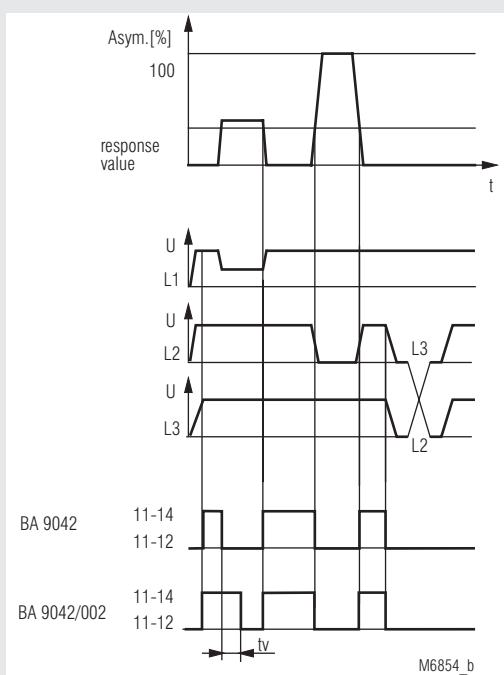 Asym.[%]
100
response
value
t
U
L1
U
L2
L3
U
L3
L2
11-14
BA 9042
11-12
11-14
BA 9042/002
11-12
tv
M6854_b